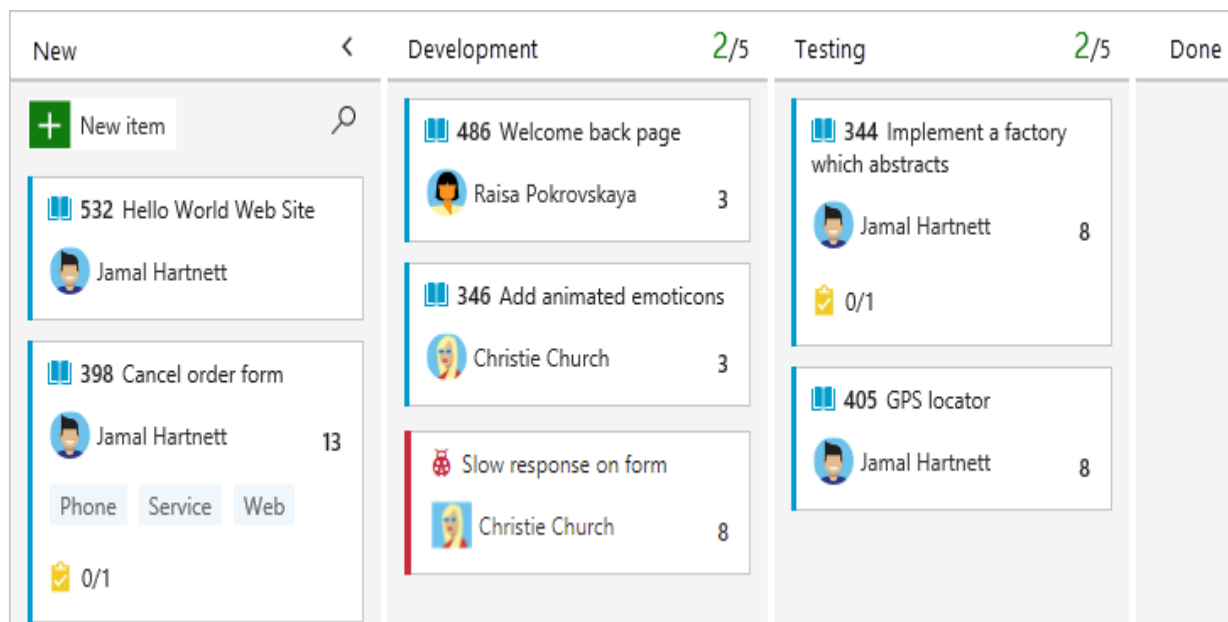 New
New item
532 Hello World Web Site
Jamal Hartnett
398 Cancel order form
Jamal Hartnett 13
Phone Service Web
0/1
Development 2/5
486 Welcome back page
Raisa Pokrovskaya 3
346 Add animated emoticons
Christie Church 3
Slow response on form
Christie Church 8
Testing 2/5
344 Implement a factory
which abstracts
Jamal Hartnett 8
0/1
405 GPS locator
Jamal Hartnett 8
Done